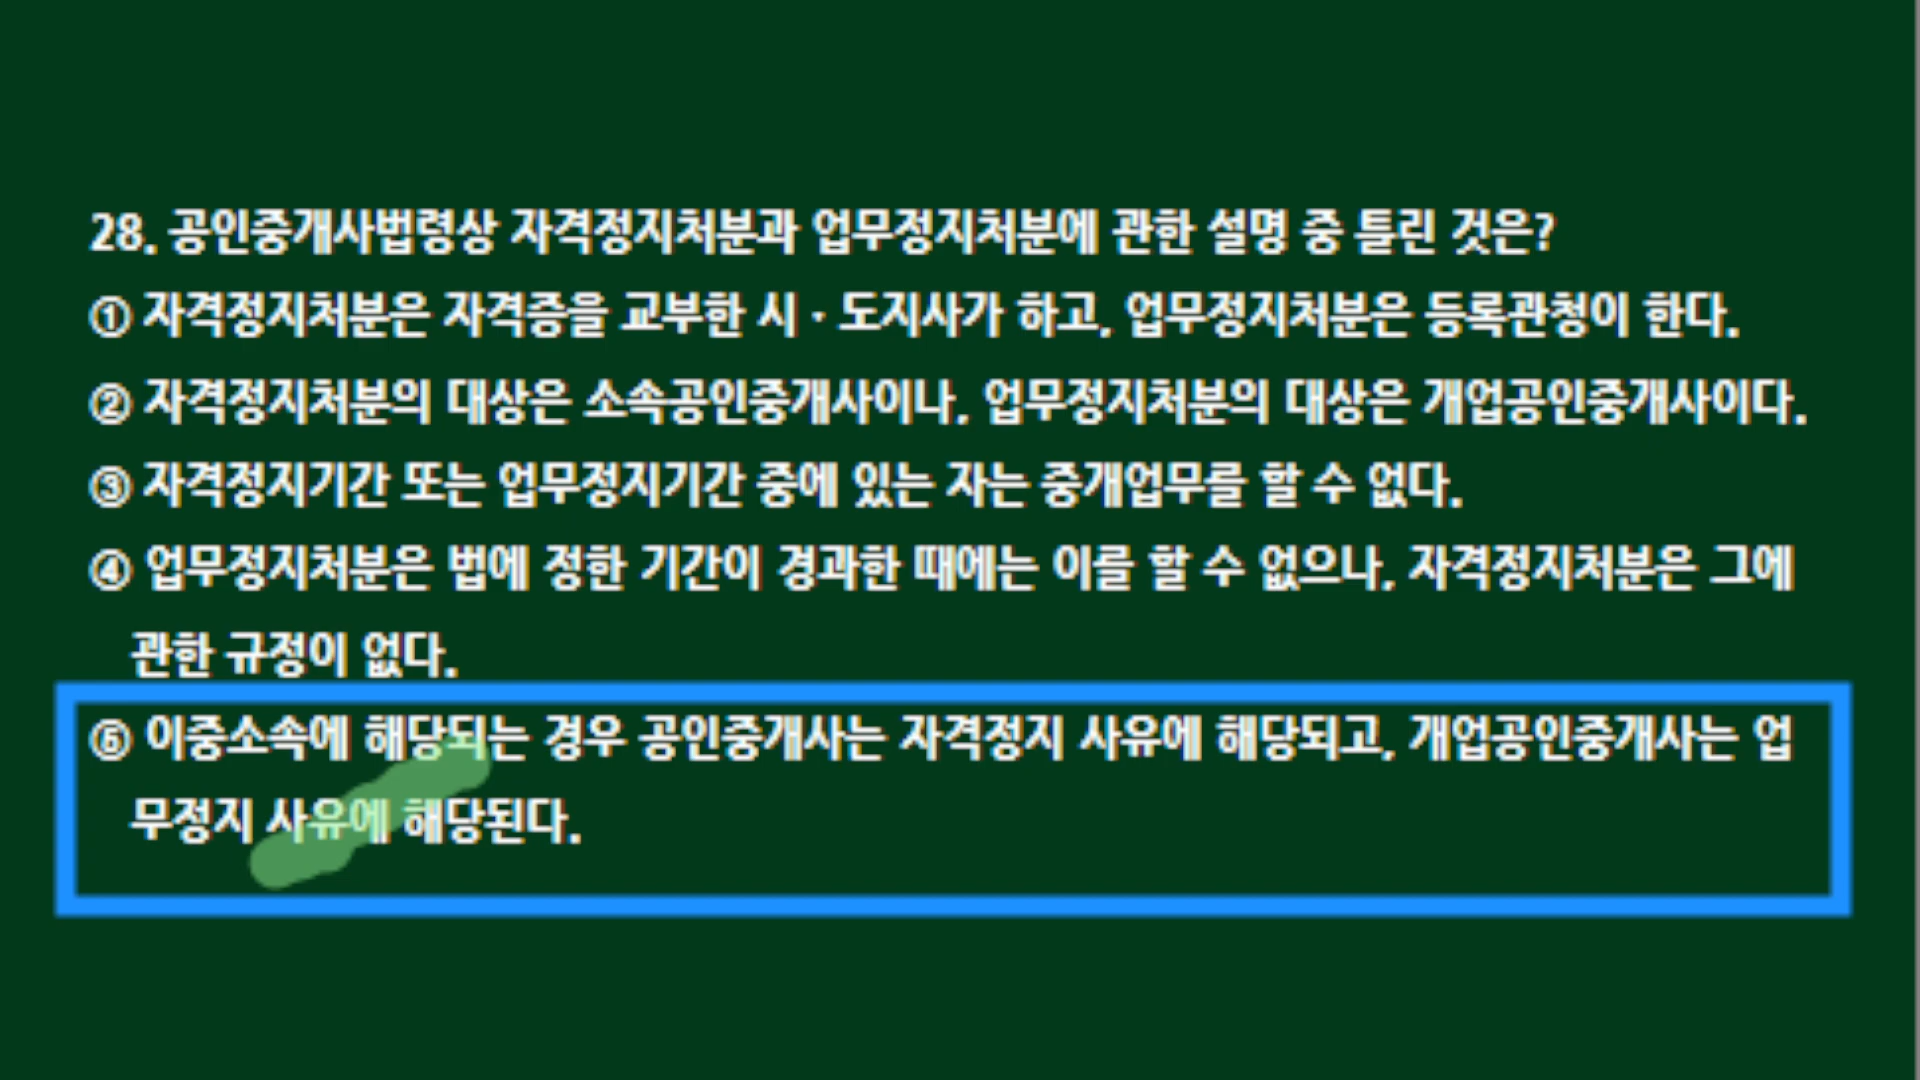 28. 공인중개사법령상 자격정지처분과 업무정지처분에 관한 설명 중 틀린 것은?
① 자격정지처분은 자격증을 교부한 시·도지사가 하고, 업무정지처분은 등록관청이 한다.
② 자격정지처분의 대상은 소속공인중개사이나, 업무정지처분의 대상은 개업공인중개사이다.
③ 자격정지기간 또는 업무정지기간 중에 있는 자는 중개업무를 할 수 없다.
④ 업무정지처분은 법에 정한 기간이 경과한 때에는 이를 할 수 없으나, 자격정지처분은 그에
관한 규정이 없다.
⑤ 이중소속에 해당되는 경우 공인중개사는 자격정지 사유에 해당되고, 개업공인중개사는 업
무정지 사유에 해당된다.